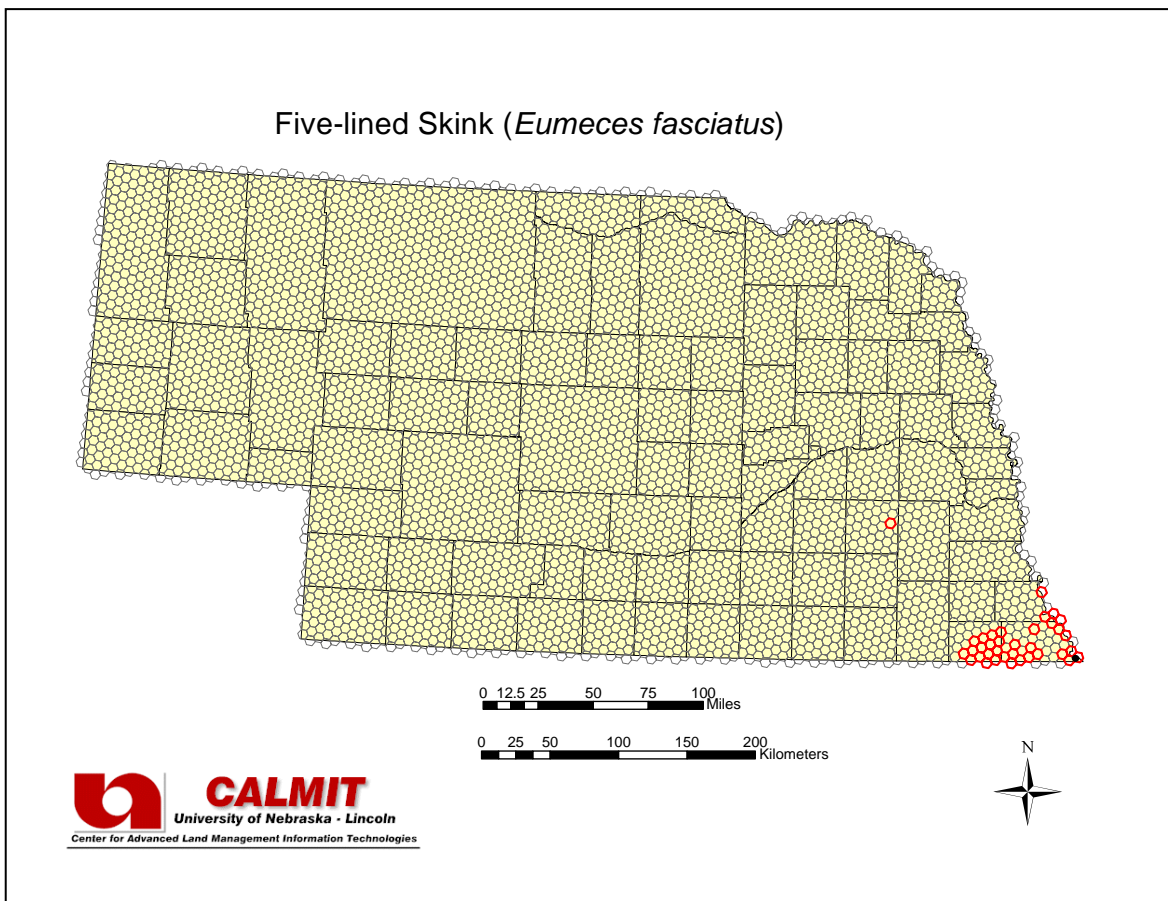 Five-lined Skink (Eumeces fasciatus)
0 12.5 25 50 75 100
Miles
0 25 50 100 150 200
Kilometers
N
CALMIT
University of Nebraska - Lincoln
Center for Advanced Land Management Information Technologies